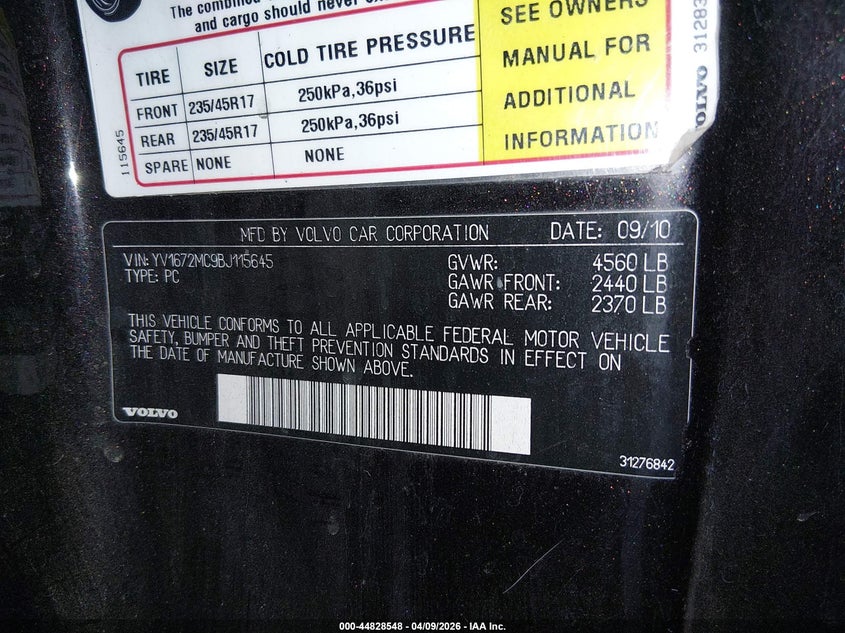 The combined
and cargo should never
TIRE SIZE COLD TIRE PRESSURE
FRONT 235/45R17 250kPa,36psi
REAR 235/45R17 250kPa,36psi
SPARE NONE NONE
SEE OWNERS
MANUAL FOR
ADDITIONAL
INFORMATION
115645
VOLVO 31283
MFD BY VOLVO CAR CORPORATION DATE: 09/10
VIN: YV1672MC9BJ115645
TYPE: PC
GVWR: 4560 LB
GAWR FRONT: 2440 LB
GAWR REAR: 2370 LB
THIS VEHICLE CONFORMS TO ALL APPLICABLE FEDERAL MOTOR VEHICLE
SAFETY, BUMPER AND THEFT PREVENTION STANDARDS IN EFFECT ON
THE DATE OF MANUFACTURE SHOWN ABOVE.
VOLVO
31276842
000-44828548 - 04/09/2026 - IAA Inc.